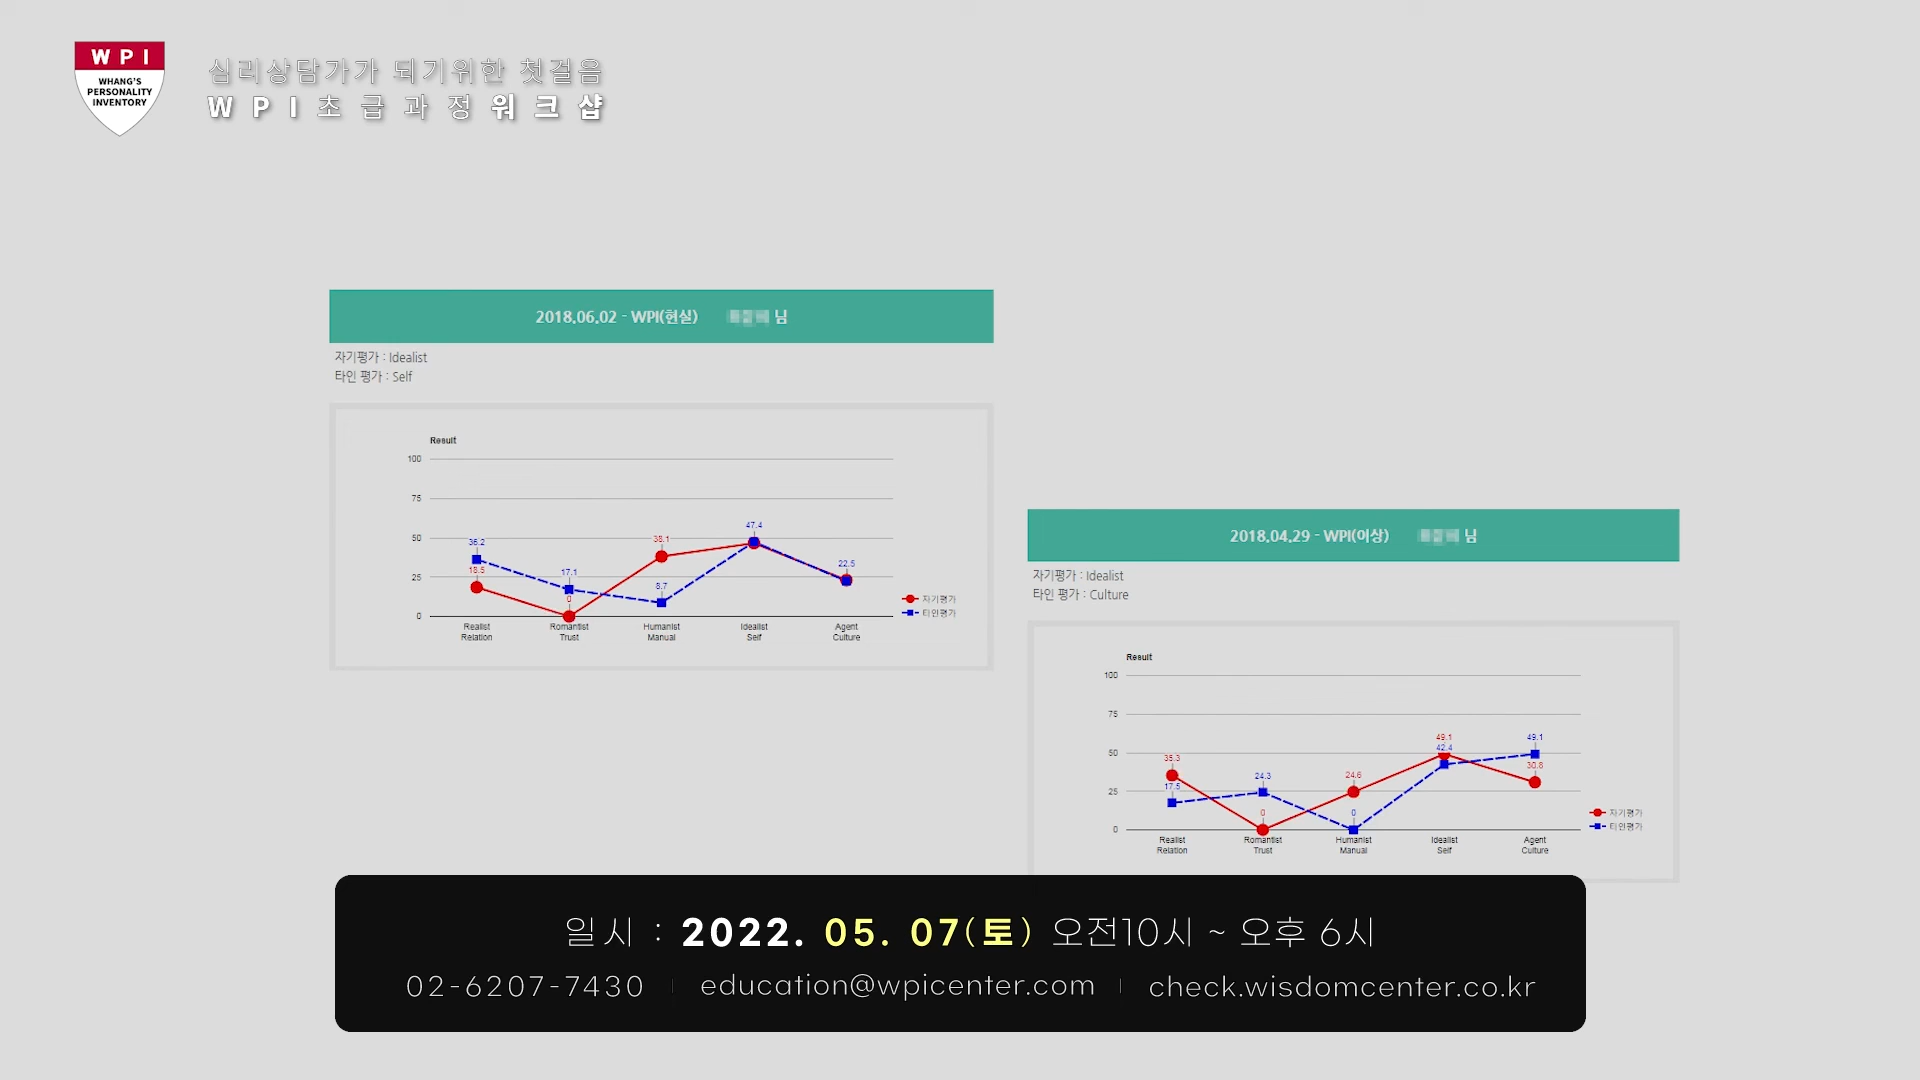 W P I
WHANG'S
PERSONALITY
INVENTORY
심리상담가가 되기위한 첫걸음
WPI초급과정워크샵
2018.06.02 - WPI(현실) 님
자기평가 : Idealist
타인 평가 : Self
Result
100
75
50
25
0
36.2
18.5
17.1
0
38.1
8.7
47.4
22.5
Realist
Relation
Romantist
Trust
Humanist
Manual
Idealist
Self
Agent
Culture
자기평가
타인평가
2018.04.29 - WPI(이상) 님
자기평가 : Idealist
타인 평가 : Culture
Result
100
75
50
25
0
35.3
17.5
24.3
0
24.6
0
49.1
42.4
49.1
30.8
Realist
Relation
Romantist
Trust
Humanist
Manual
Idealist
Self
Agent
Culture
자기평가
타인평가
일시 : 2022. 05. 07(토) 오전10시 ~ 오후 6시
02-6207-7430 | education@wpicenter.com | check.wisdomcenter.co.kr